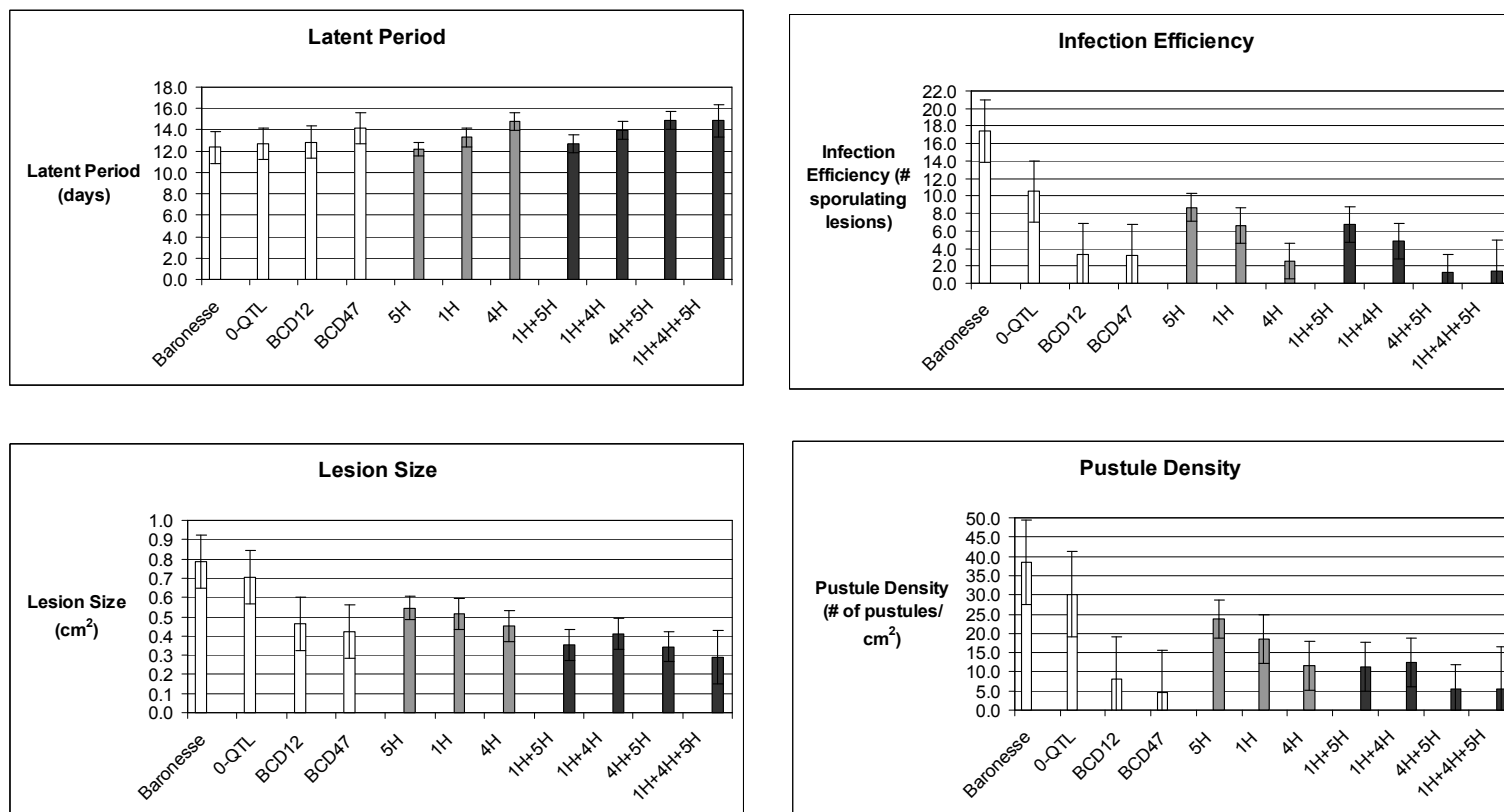 Latent Period
18.0
16.0
14.0
12.0
10.0
8.0
6.0
4.0
2.0
0.0
Latent Period
(days)
Baronesse
0-QTL
BCD12
BCD47
5H
1H
4H
1H+5H
1H+4H
4H+5H
1H+4H+5H
Infection Efficiency
22.0
20.0
18.0
16.0
14.0
12.0
10.0
8.0
6.0
4.0
2.0
0.0
Infection
Efficiency (#
sporulating
lesions)
Baronesse
0-QTL
BCD12
BCD47
5H
1H
4H
1H+5H
1H+4H
4H+5H
1H+4H+5H
Lesion Size
1.0
0.9
0.8
0.7
0.6
0.5
0.4
0.3
0.2
0.1
0.0
Lesion Size
(cm²)
Baronesse
0-QTL
BCD12
BCD47
5H
1H
4H
1H+5H
1H+4H
4H+5H
1H+4H+5H
Pustule Density
50.0
45.0
40.0
35.0
30.0
25.0
20.0
15.0
10.0
5.0
0.0
Pustule Density
(# of pustules/
cm²)
Baronesse
0-QTL
BCD12
BCD47
5H
1H
4H
1H+5H
1H+4H
4H+5H
1H+4H+5H